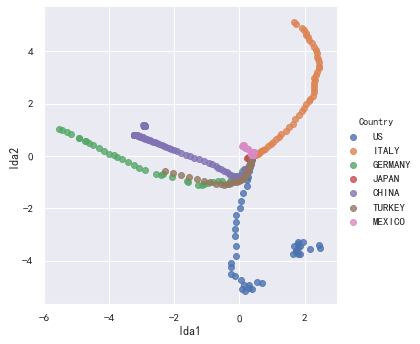 4
2
0
−2
−4
lda2
−6
−4
−2
0
2
lda1
Country
US
ITALY
GERMANY
JAPAN
CHINA
TURKEY
MEXICO